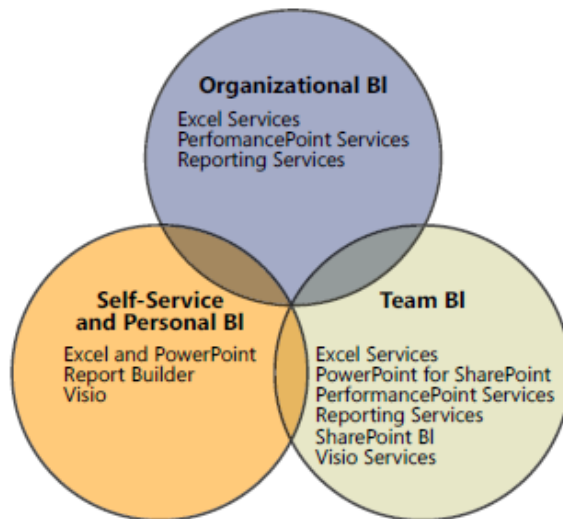 Organizational BI
Excel Services
PerfomancePoint Services
Reporting Services
Self-Service
and Personal BI
Excel and PowerPoint
Report Builder
Visio
Team BI
Excel Services
PowerPoint for SharePoint
PerformancePoint Services
Reporting Services
SharePoint BI
Visio Services